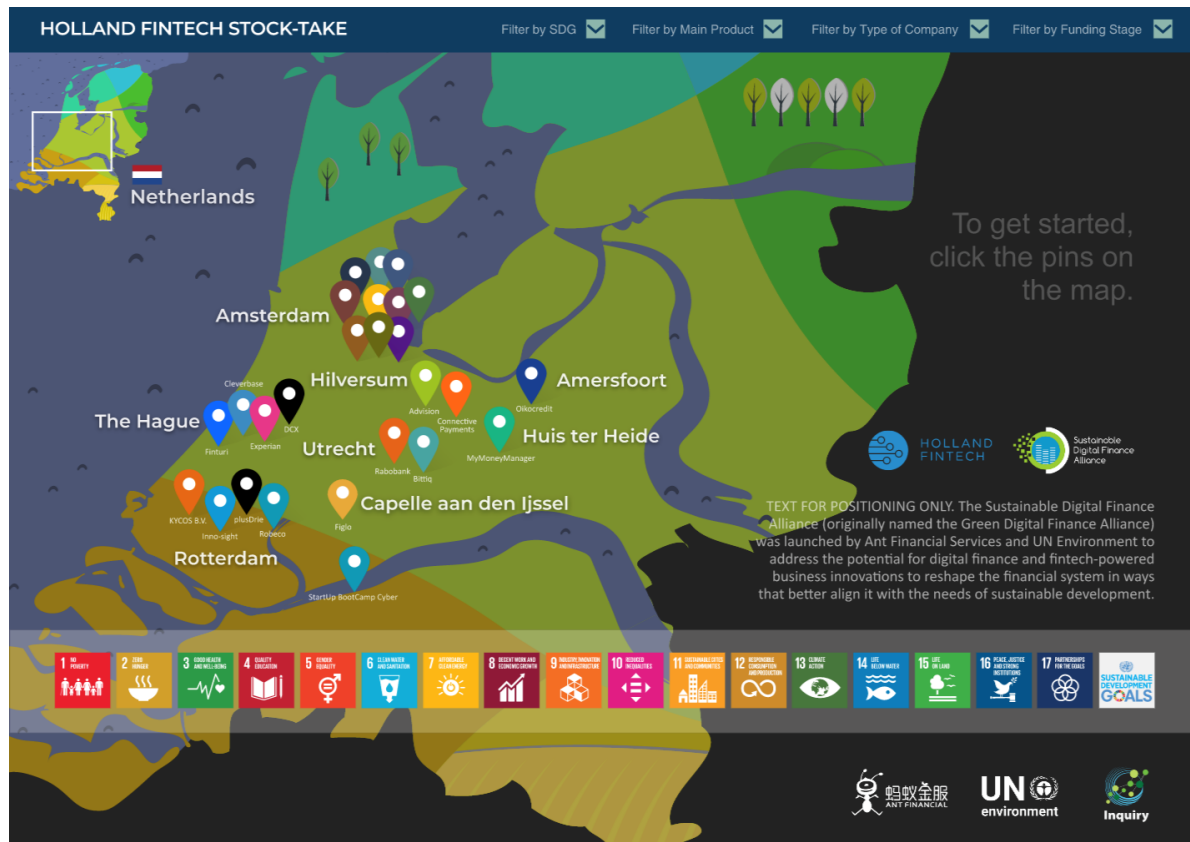 HOLLAND FINTECH STOCK-TAKE
Filter by SDG
Filter by Main Product
Filter by Type of Company
Filter by Funding Stage
Netherlands
To get started,
click the pins on
the map.
Amsterdam
Hilversum
Advision
Connective
Payments
Amersfoort
Oikocredit
Cleverbase
The Hague
Finturi
Experian
DCX
Utrecht
Rabobank
Bittiq
Huis ter Heide
MyMoneyManager
Capelle aan den Ijssel
Figlo
KYCOS B.V.
Inno-sight
plusDrie
Robeco
Rotterdam
StartUp BootCamp Cyber
HOLLAND
FINTECH
Sustainable
Digital Finance
Alliance
TEXT FOR POSITIONING ONLY. The Sustainable Digital Finance
Alliance (originally named the Green Digital Finance Alliance)
was launched by Ant Financial Services and UN Environment to
address the potential for digital finance and fintech-powered
business innovations to reshape the financial system in ways
that better align it with the needs of sustainable development.
1 NO
POVERTY
2 ZERO
HUNGER
3 GOOD HEALTH
AND WELL-BEING
4 QUALITY
EDUCATION
5 GENDER
EQUALITY
6 CLEAN WATER
AND SANITATION
7 AFFORDABLE
CLEAN ENERGY
8 DECENT WORK AND
ECONOMIC GROWTH
9 INDUSTRY, INNOVATION
AND INFRASTRUCTURE
10 REDUCED
INEQUALITIES
11 SUSTAINABLE CITIES
AND COMMUNITIES
12 RESPONSIBLE
CONSUMPTION
AND PRODUCTION
13 CLIMATE
ACTION
14 LIFE
BELOW WATER
15 LIFE
ON LAND
16 PEACE, JUSTICE
AND STRONG
INSTITUTIONS
17 PARTNERSHIPS
FOR THE GOALS
SUSTAINABLE
DEVELOPMENT
GOALS
蚂蚁金服
ANT FINANCIAL
UN
environment
Inquiry